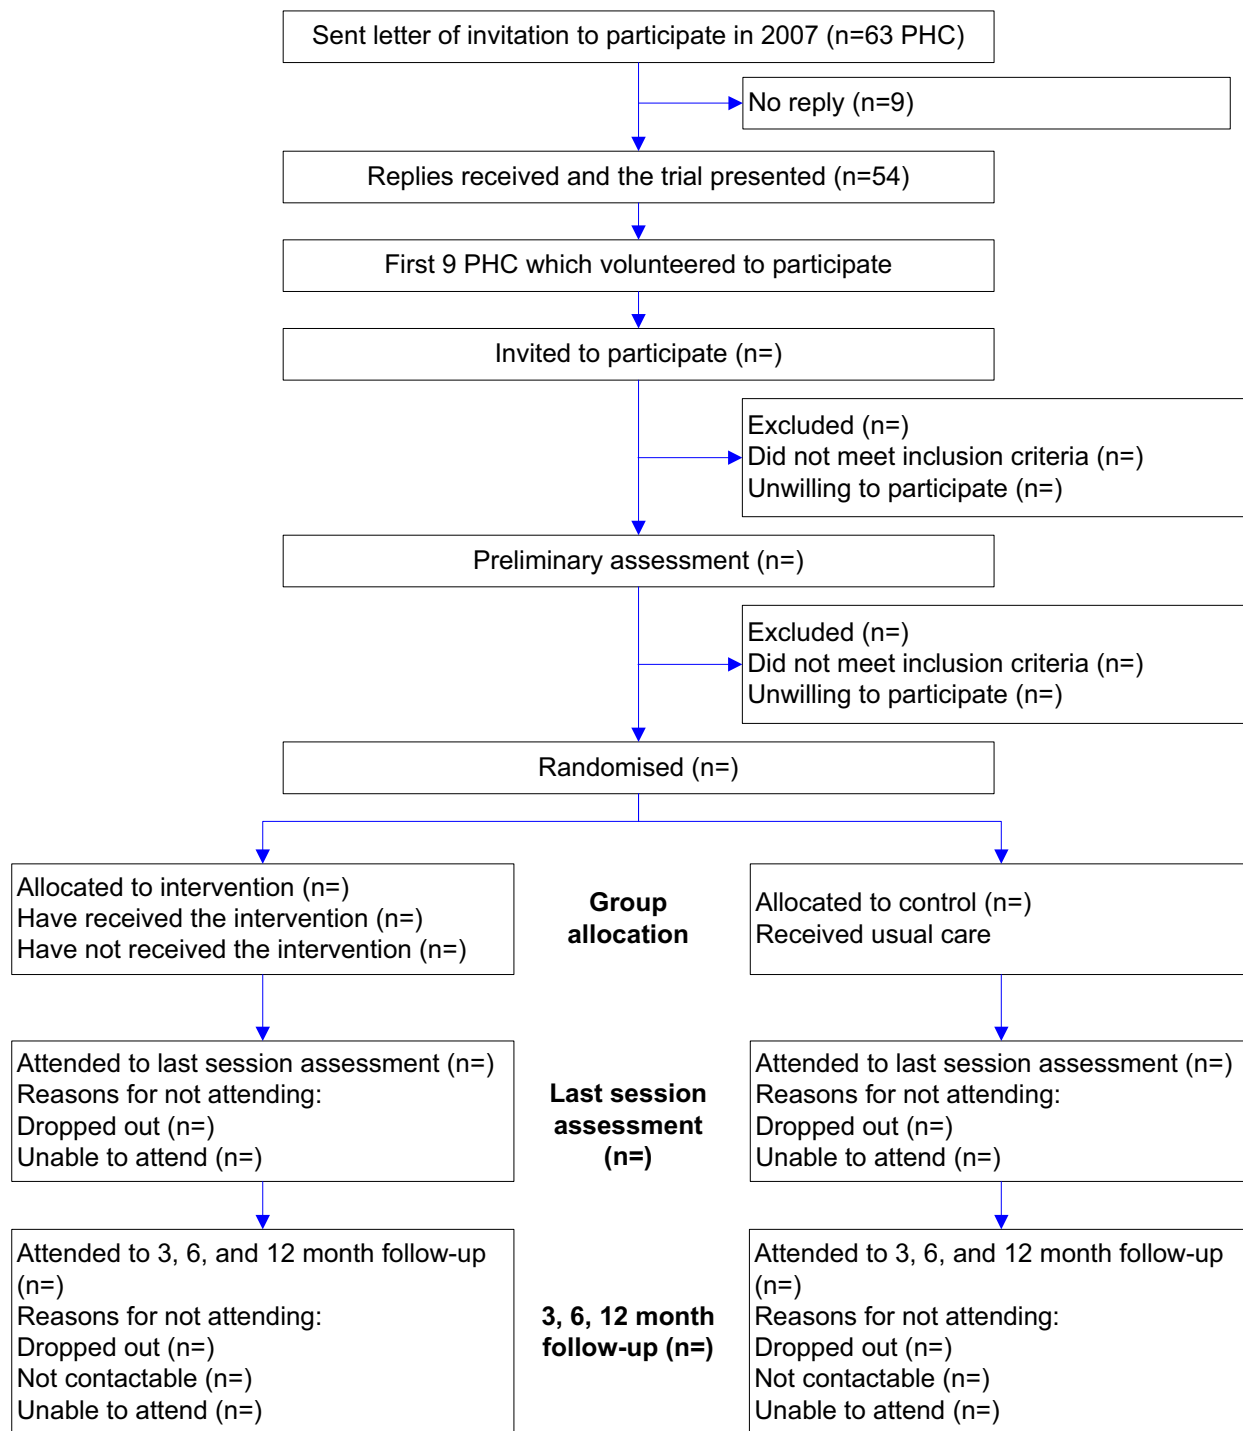 Sent letter of invitation to participate in 2007 (n=63 PHC)
No reply (n=9)
Replies received and the trial presented (n=54)
First 9 PHC which volunteered to participate
Invited to participate (n=)
Excluded (n=)
Did not meet inclusion criteria (n=)
Unwilling to participate (n=)
Preliminary assessment (n=)
Excluded (n=)
Did not meet inclusion criteria (n=)
Unwilling to participate (n=)
Randomised (n=)
Allocated to intervention (n=)
Have received the intervention (n=)
Have not received the intervention (n=)
Group
allocation
Allocated to control (n=)
Received usual care
Attended to last session assessment (n=)
Reasons for not attending:
Dropped out (n=)
Unable to attend (n=)
Last session
assessment
(n=)
Attended to last session assessment (n=)
Reasons for not attending:
Dropped out (n=)
Unable to attend (n=)
Attended to 3, 6, and 12 month follow-up
(n=)
Reasons for not attending:
Dropped out (n=)
Not contactable (n=)
Unable to attend (n=)
3, 6, 12 month
follow-up (n=)
Attended to 3, 6, and 12 month follow-up
(n=)
Reasons for not attending:
Dropped out (n=)
Not contactable (n=)
Unable to attend (n=)